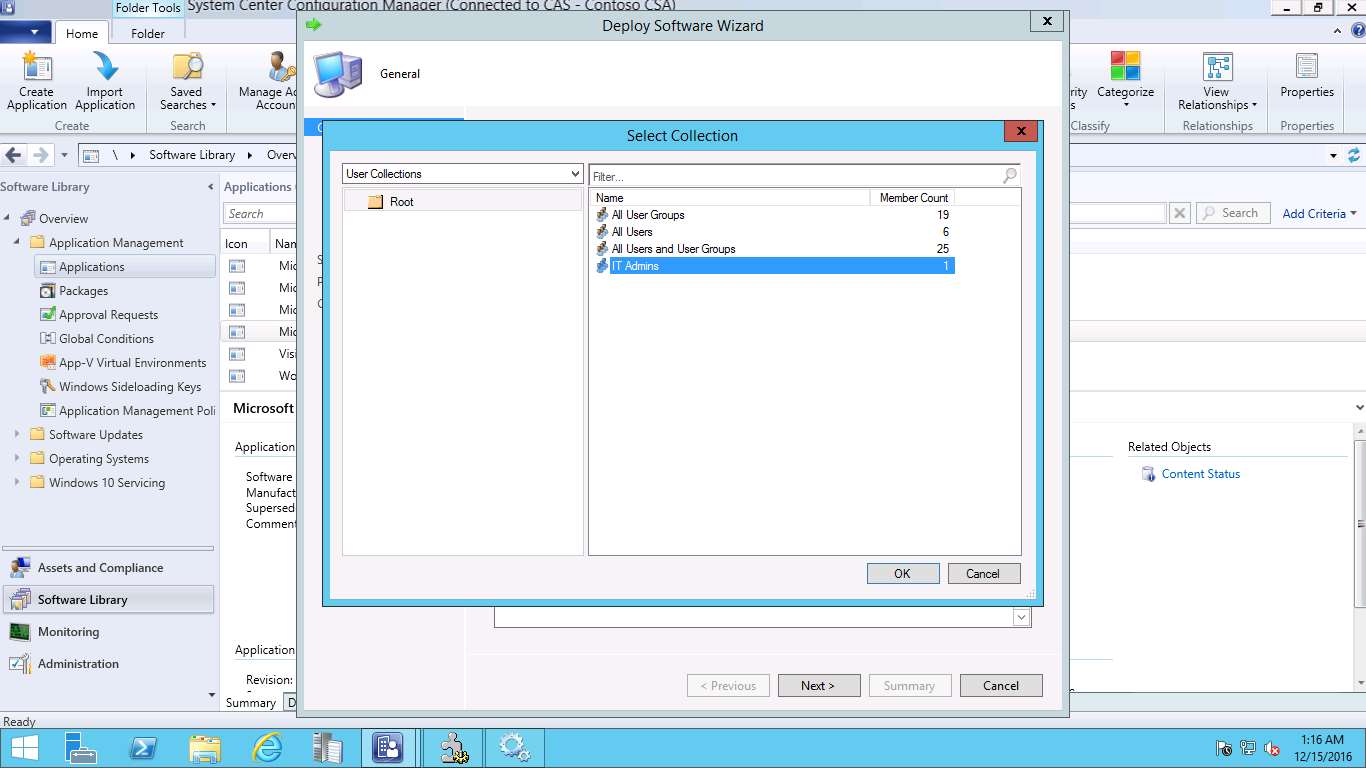 Folder Tools
System Center Configuration Manager (Connected to CAS - Contoso CSA)
Home
Folder
Create
Application
Import
Application
Create
Saved
Searches
Search
Manage
Accoun
Categorize
Classify
View
Relationships
Relationships
Properties
Properties
\ Software Library
Software Library
Overview
Application Management
Applications
Packages
Approval Requests
Global Conditions
App-V Virtual Environments
Windows Sideloading Keys
Application Management Poli
Software Updates
Operating Systems
Windows 10 Servicing
Assets and Compliance
Software Library
Monitoring
Administration
Ready
Applications
Search
Icon
Mic
Mic
Mic
Mic
Visi
Wo
Microsoft
Application
Software
Manufact
Supersed
Comment
Application
Revision:
Summary
Search
Add Criteria
Related Objects
Content Status
Deploy Software Wizard
X
General
Select Collection
X
User Collections
Root
Filter...
Name Member Count
All User Groups 19
All Users 6
All Users and User Groups 25
IT Admins 1
OK
Cancel
< Previous
Next >
Summary
Cancel
1:16 AM
12/15/2016